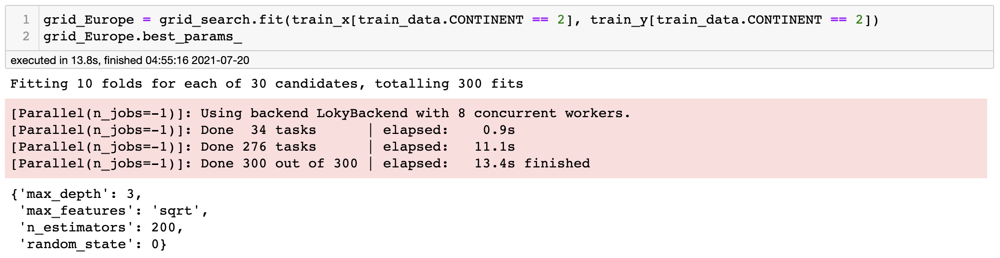 1 grid_Europe = grid_search.fit(train_x[train_data.CONTINENT == 2], train_y[train_data.CONTINENT == 2])
2 grid_Europe.best_params_
executed in 13.8s, finished 04:55:16 2021-07-20
Fitting 10 folds for each of 30 candidates, totalling 300 fits
[Parallel(n_jobs=-1)]: Using backend LokyBackend with 8 concurrent workers.
[Parallel(n_jobs=-1)]: Done  34 tasks      | elapsed:    0.9s
[Parallel(n_jobs=-1)]: Done 276 tasks      | elapsed:   11.1s
[Parallel(n_jobs=-1)]: Done 300 out of 300 | elapsed:   13.4s finished
{'max_depth': 3,
 'max_features': 'sqrt',
 'n_estimators': 200,
 'random_state': 0}